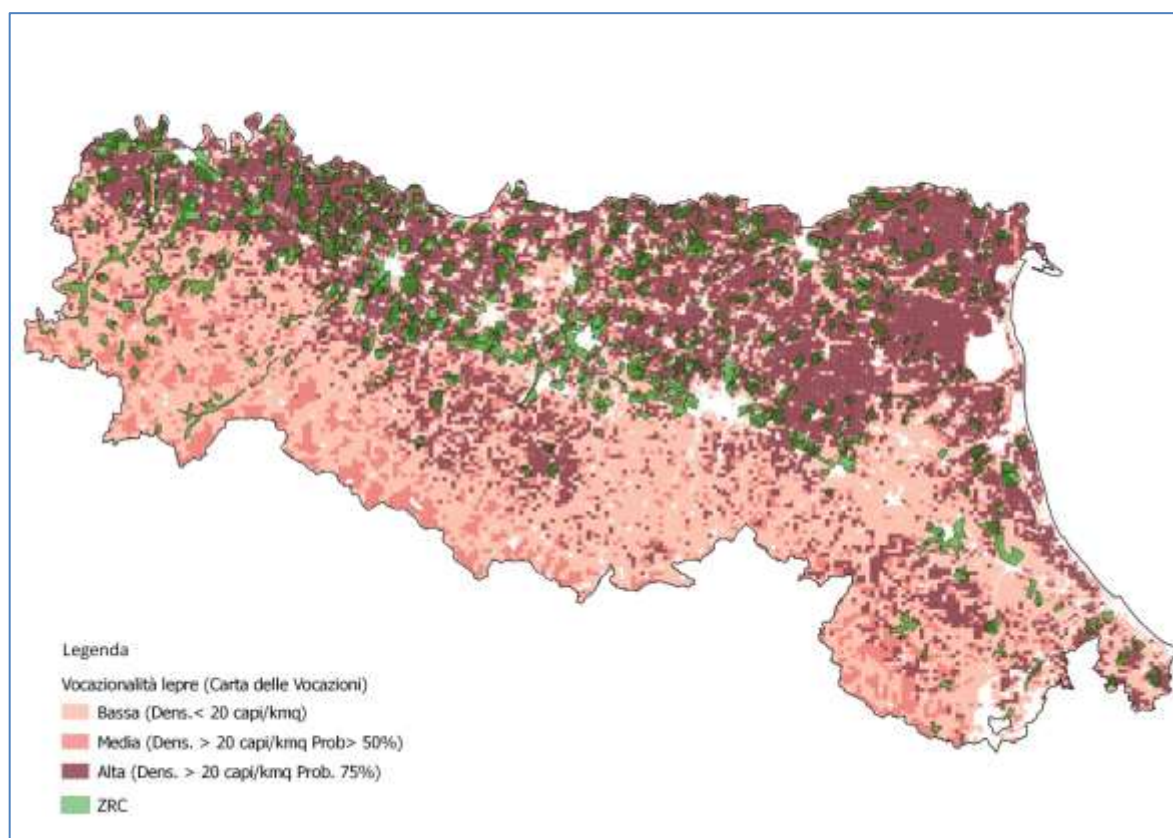 Legenda
Vocazionalità lepre (Carta delle Vocazioni)
Bassa (Dens.< 20 capi/kmq)
Media (Dens. > 20 capi/kmq Prob> 50%)
Alta (Dens. > 20 capi/kmq Prob. 75%)
ZRC